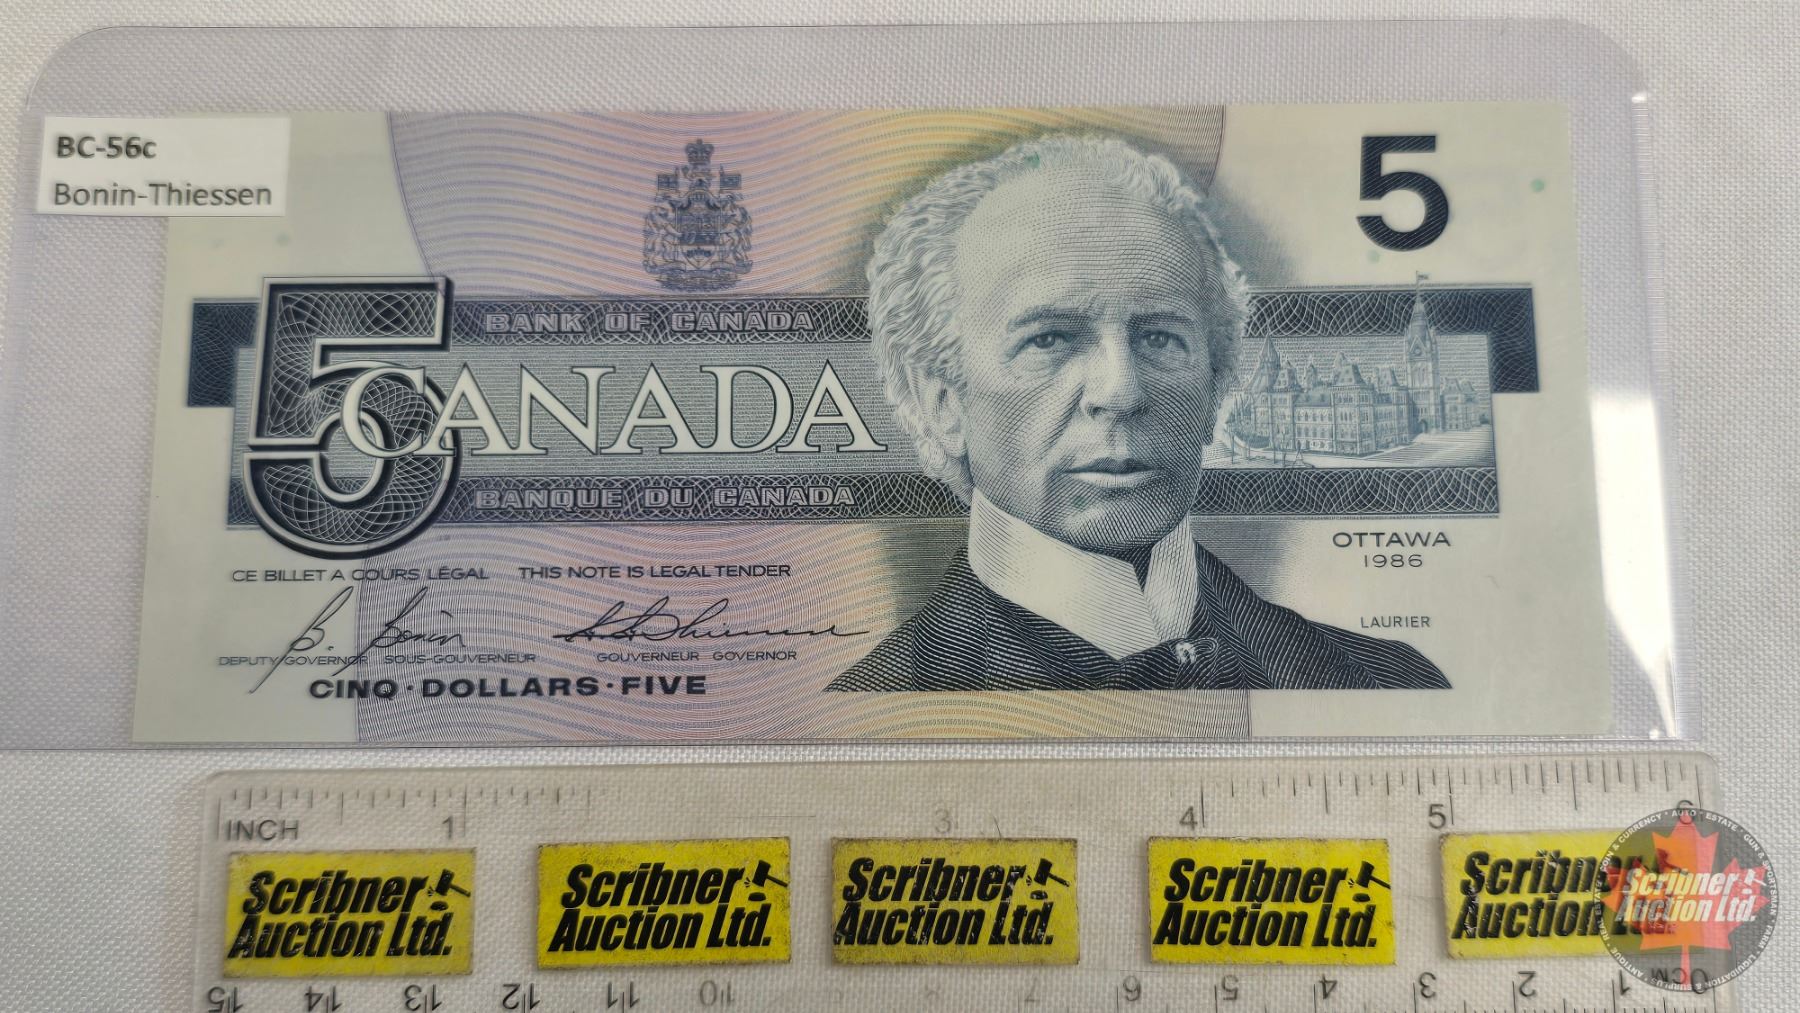 BC-56c
Bonin-Thiessen
5
BANK OF CANADA
5
CANADA
BANQUE DU CANADA
OTTAWA
1986
CE BILLET A COURS LÉGAL THIS NOTE IS LEGAL TENDER
LAURIER
B. Bonin
DEPUTY GOVERNOR SOUS-GOUVERNEUR GOUVERNEUR GOVERNOR
CINQ · DOLLARS · FIVE
INCH 1 3 4 5 6
Scribner Scribner Scribner Scribner Scribn
Auction Ltd. Auction Ltd. Auction Ltd. Auction Ltd. Auction
Scribner
Auction Ltd.
15 14 13 12 11 10 7 6 5 4 3 2 1 0
CM